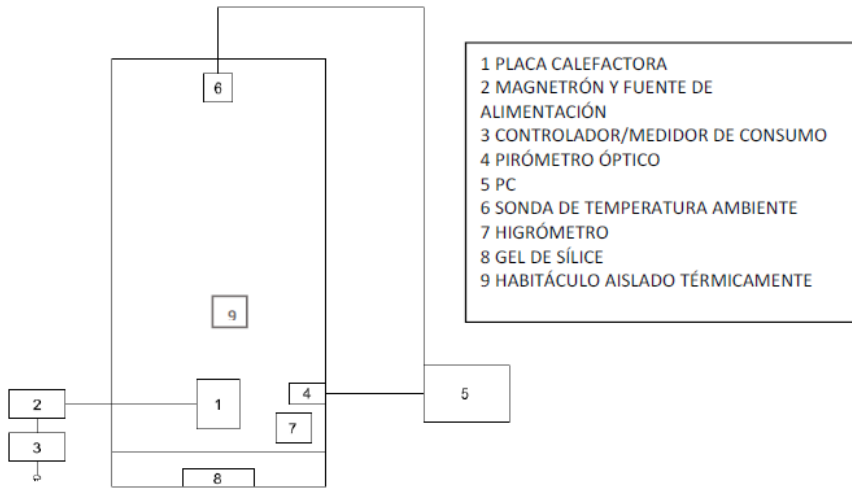 6
9
1
4
7
8
2
3
5
1 PLACA CALEFACTORA
2 MAGNETRÓN Y FUENTE DE
ALIMENTACIÓN
3 CONTROLADOR/MEDIDOR DE CONSUMO
4 PIRÓMETRO ÓPTICO
5 PC
6 SONDA DE TEMPERATURA AMBIENTE
7 HIGRÓMETRO
8 GEL DE SÍLICE
9 HABITÁCULO AISLADO TÉRMICAMENTE